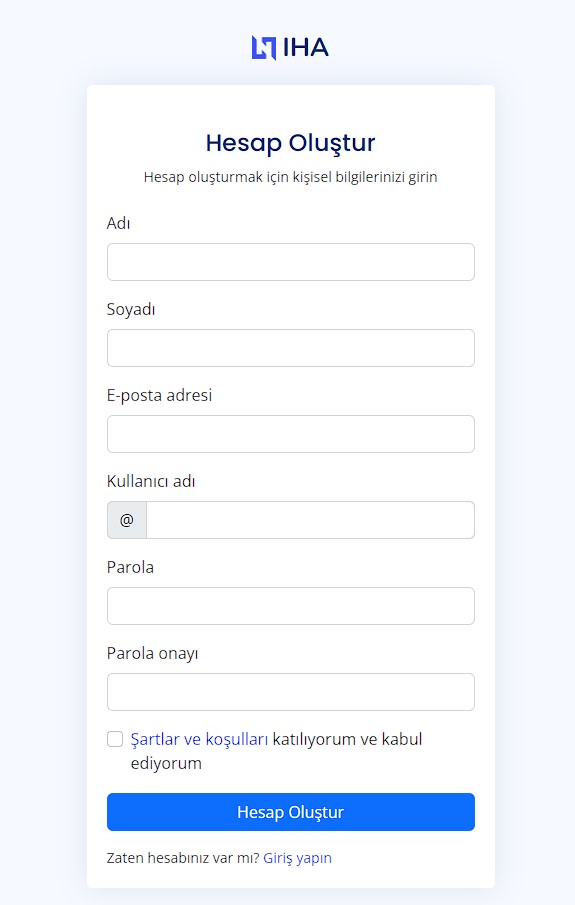 IHA
Hesap Oluştur
Hesap oluşturmak için kişisel bilgilerinizi girin
Adı
Soyadı
E-posta adresi
Kullanıcı adı
@
Parola
Parola onayı
Şartlar ve koşulları katılıyorum ve kabul
ediyorum
Hesap Oluştur
Zaten hesabınız var mı? Giriş yapın